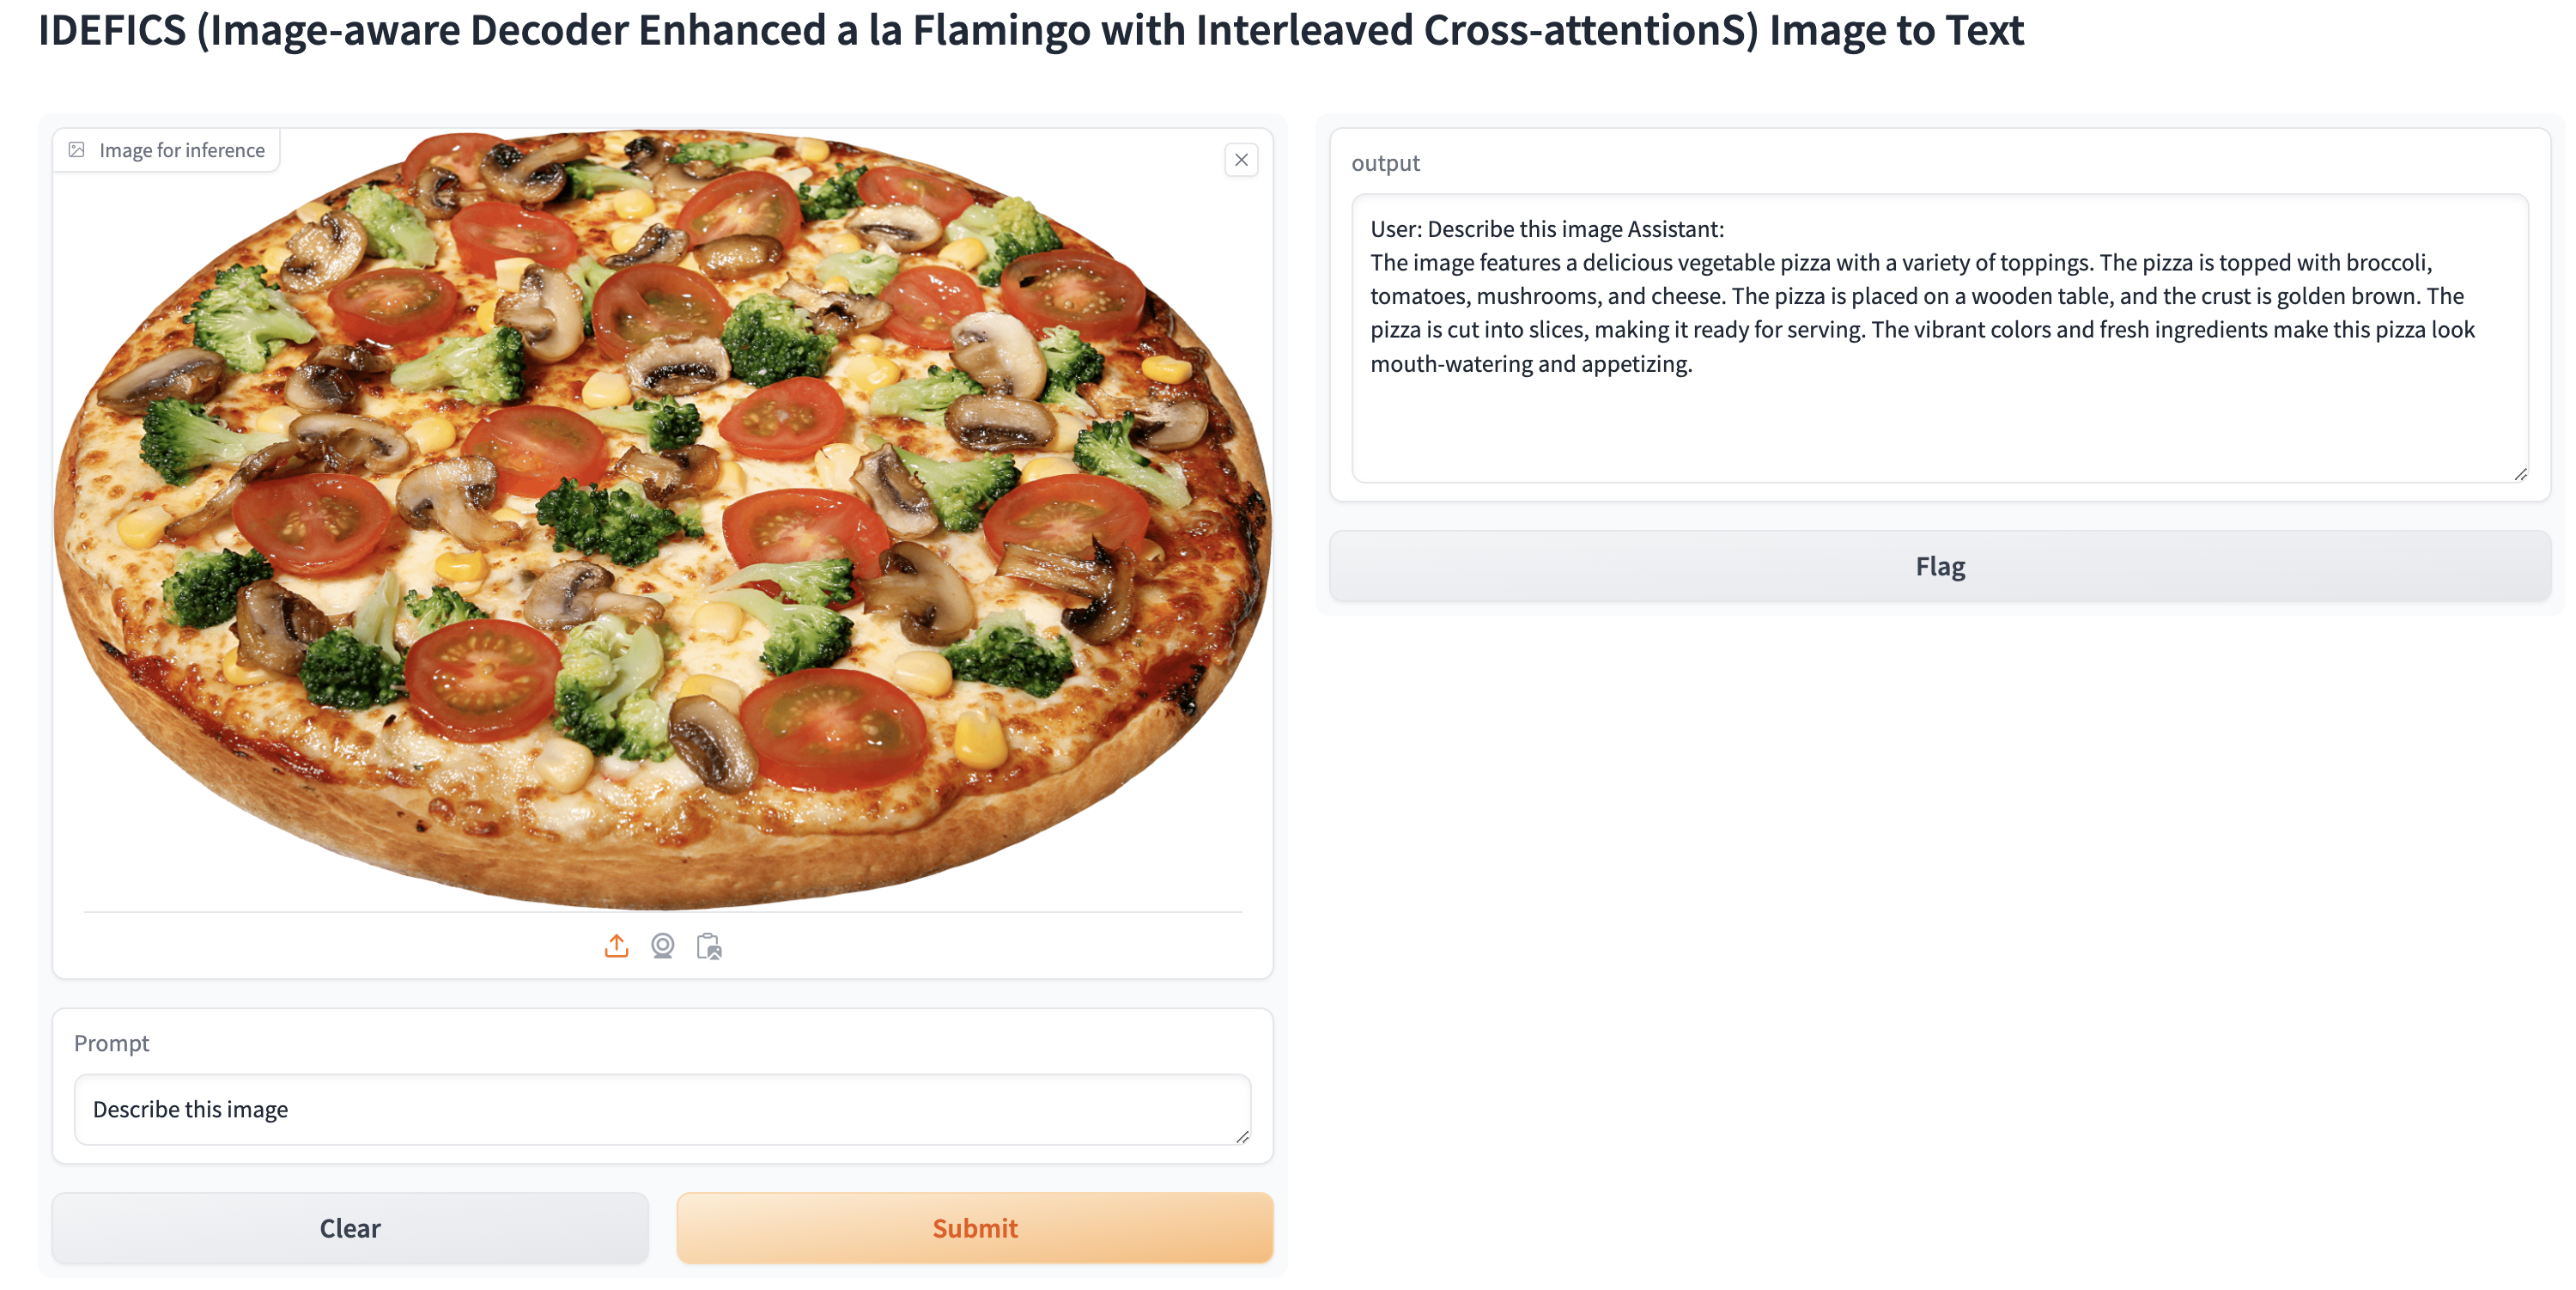 IDEFICS (Image-aware Decoder Enhanced a la Flamingo with Interleaved Cross-attentionS) Image to Text
Image for inference
Prompt
Describe this image
Clear
Submit
output
User: Describe this image Assistant:
The image features a delicious vegetable pizza with a variety of toppings. The pizza is topped with broccoli,
tomatoes, mushrooms, and cheese. The pizza is placed on a wooden table, and the crust is golden brown. The
pizza is cut into slices, making it ready for serving. The vibrant colors and fresh ingredients make this pizza look
mouth-watering and appetizing.
Flag